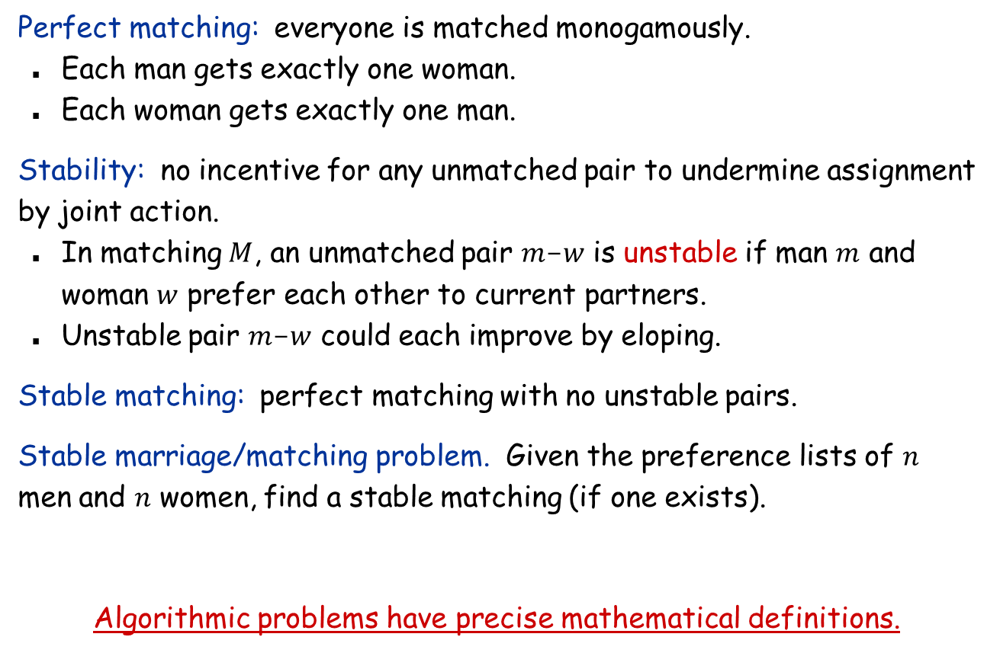 Perfect matching: everyone is matched monogamously.
▪ Each man gets exactly one woman.
▪ Each woman gets exactly one man.
Stability: no incentive for any unmatched pair to undermine assignment
by joint action.
▪ In matching M, an unmatched pair m–w is unstable if man m and
woman w prefer each other to current partners.
▪ Unstable pair m–w could each improve by eloping.
Stable matching: perfect matching with no unstable pairs.
Stable marriage/matching problem. Given the preference lists of n
men and n women, find a stable matching (if one exists).
Algorithmic problems have precise mathematical definitions.